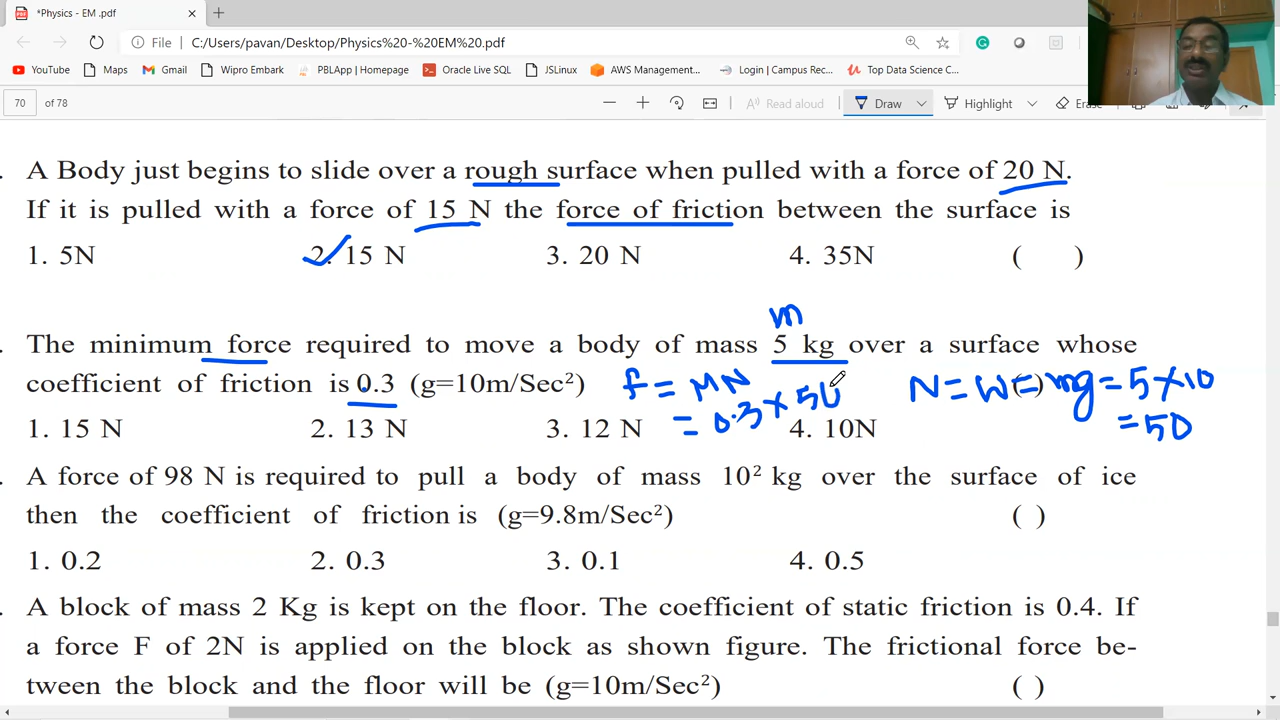 *Physics - EM .pdf
File C:/Users/pavan/Desktop/Physics%20-%20EM%20.pdf
YouTube Maps Gmail Wipro Embark PBLApp | Homepage Oracle Live SQL JSLinux AWS Management... Login | Campus Rec... Top Data Science C...
70 of 78 Read aloud Draw Highlight
. A Body just begins to slide over a rough surface when pulled with a force of 20 N.
If it is pulled with a force of 15 N the force of friction between the surface is
1. 5N 2. 15 N 3. 20 N 4. 35N ( )
m
. The minimum force required to move a body of mass 5 kg over a surface whose
coefficient of friction is 0.3 (g=10m/Sec²) ( )
f = μN N = W = mg = 5×10
= 0.3 × 50 = 50
1. 15 N 2. 13 N 3. 12 N 4. 10N
. A force of 98 N is required to pull a body of mass 10² kg over the surface of ice
then the coefficient of friction is (g=9.8m/Sec²) ( )
1. 0.2 2. 0.3 3. 0.1 4. 0.5
. A block of mass 2 Kg is kept on the floor. The coefficient of static friction is 0.4. If
a force F of 2N is applied on the block as shown figure. The frictional force be-
tween the block and the floor will be (g=10m/Sec²) ( )